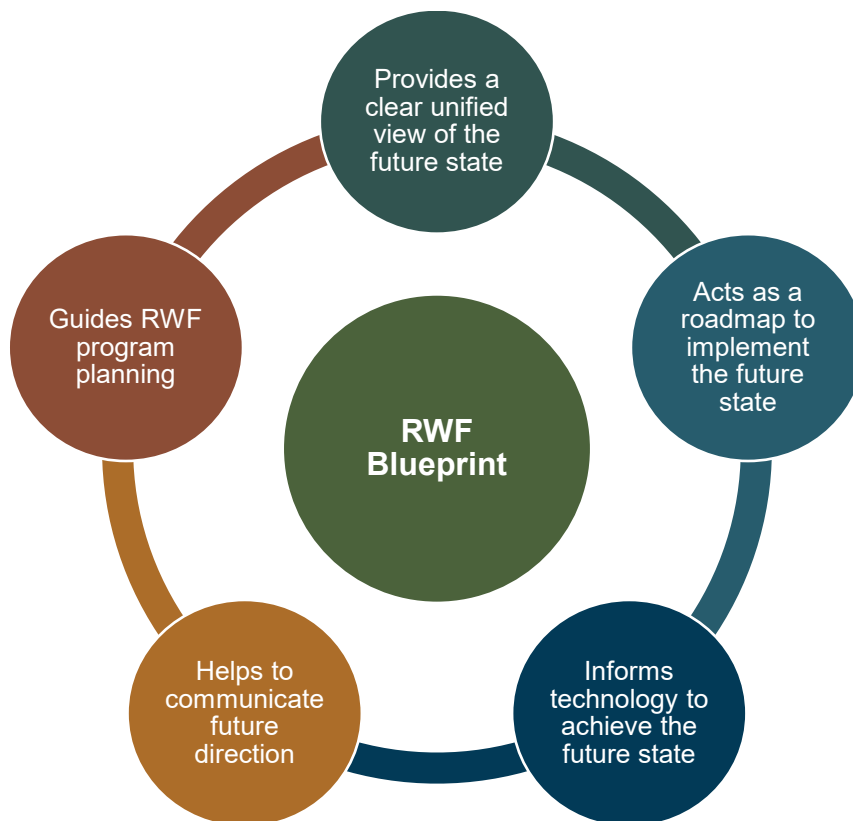 Provides a
clear unified
view of the
future state
Acts as a
roadmap to
implement
the future
state
Informs
technology to
achieve the
future state
Helps to
communicate
future
direction
Guides RWF
program
planning
RWF
Blueprint